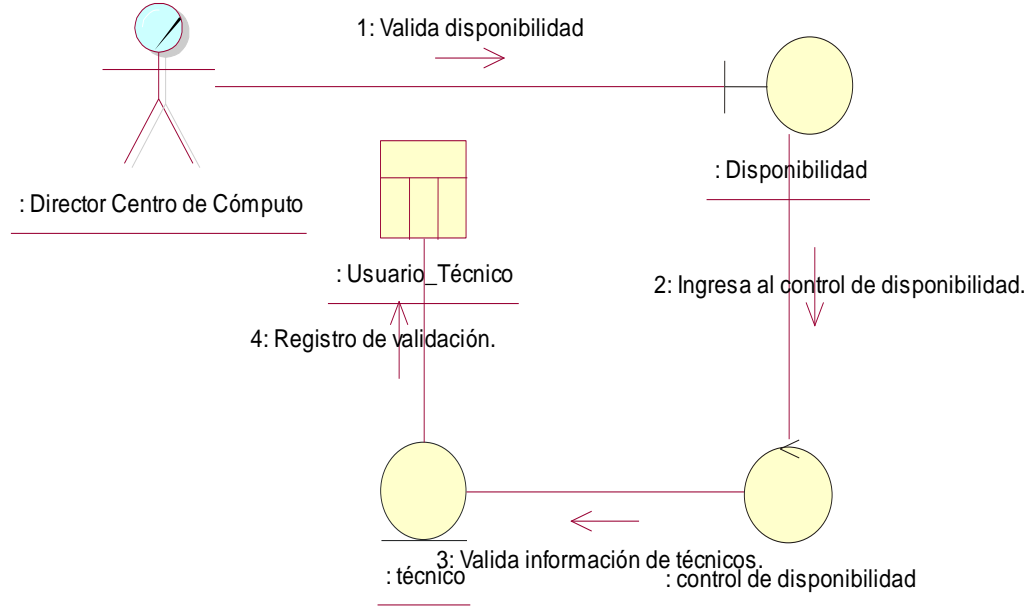 1: Valida disponibilidad
: Disponibilidad
: Director Centro de Cómputo
: Usuario_Técnico
2: Ingresa al control de disponibilidad.
4: Registro de validación.
3: Valida información de técnicos.
: técnico
: control de disponibilidad